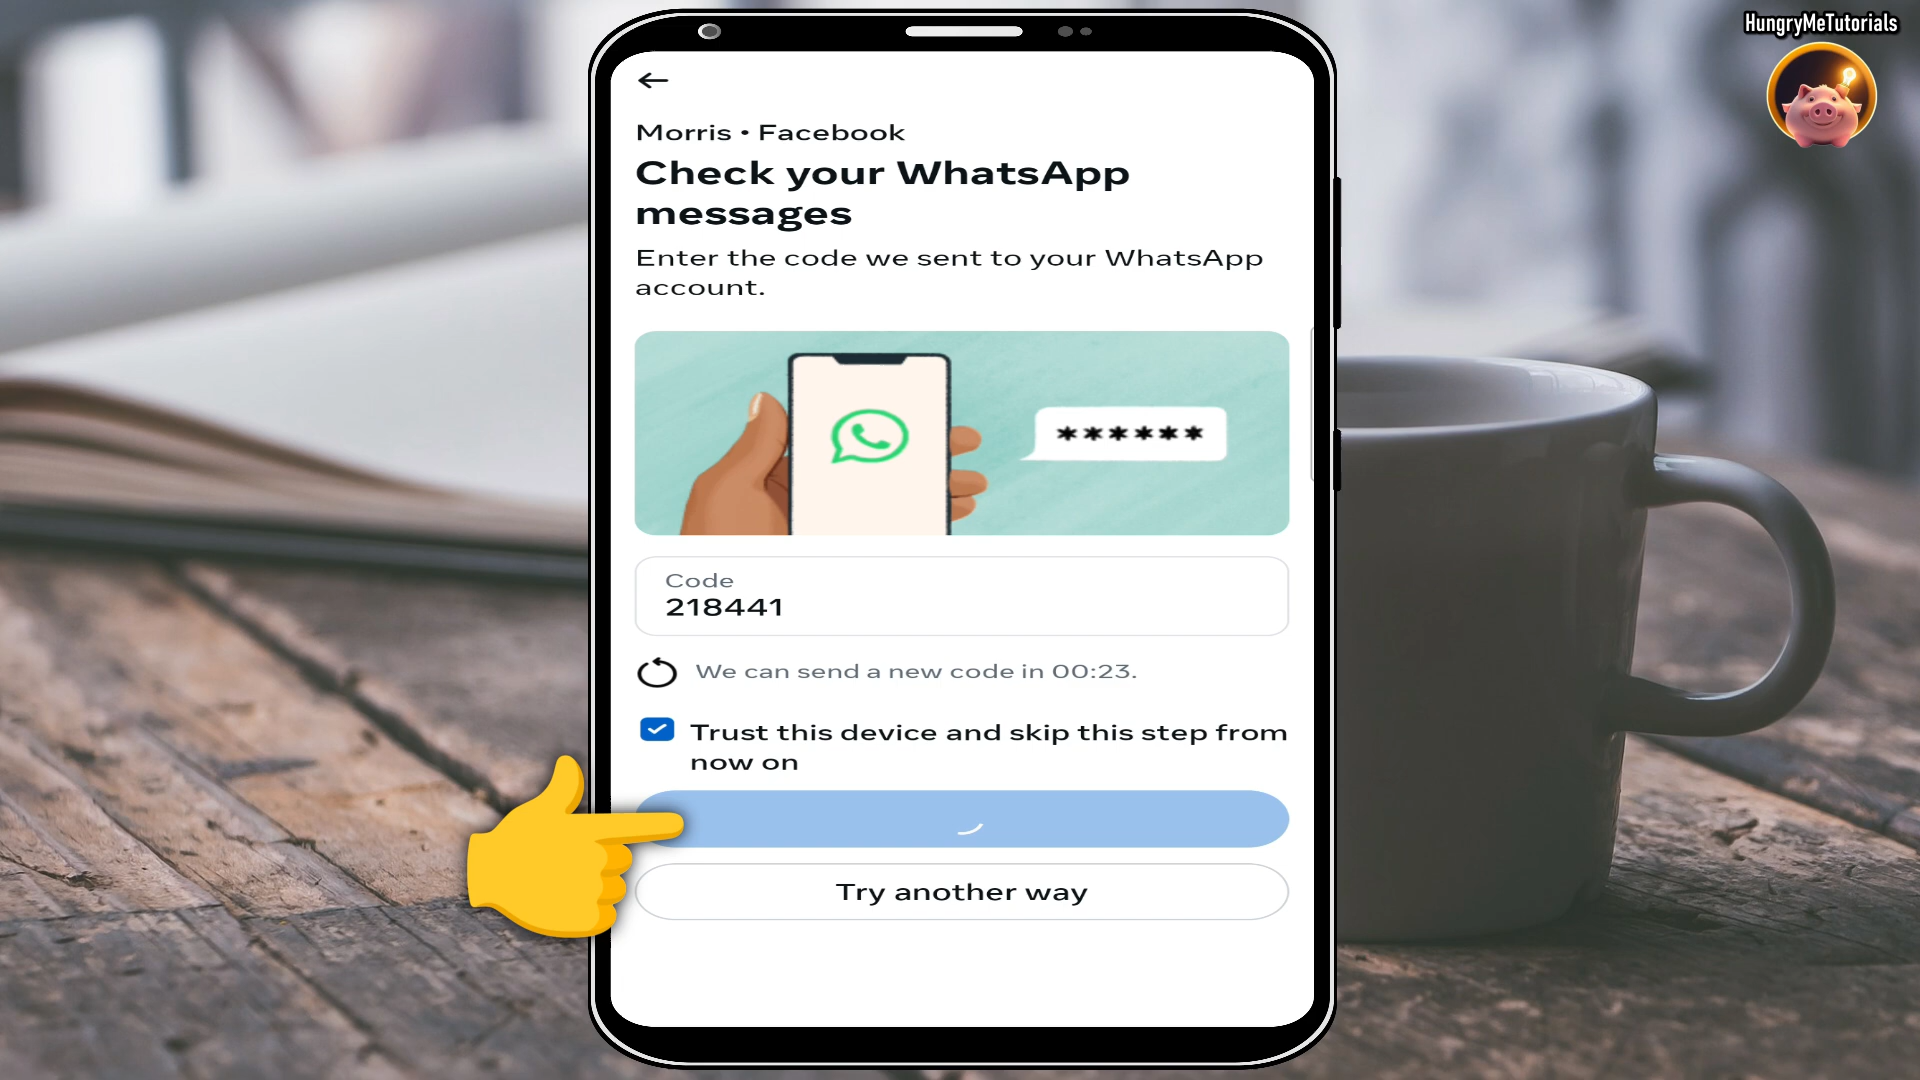 HungryMeTutorials
Morris • Facebook
Check your WhatsApp
messages
Enter the code we sent to your WhatsApp
account.
******
Code
218441
We can send a new code in 00:23.
Trust this device and skip this step from
now on
Try another way